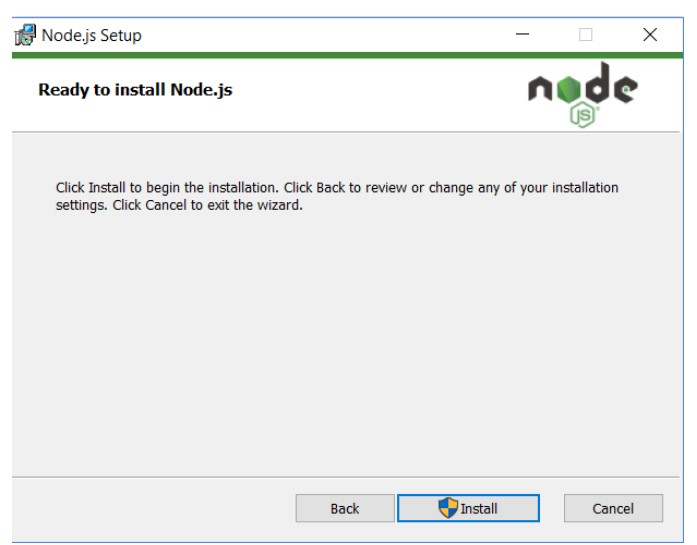 Node.js Setup
Ready to install Node.js
node
JS
Click Install to begin the installation. Click Back to review or change any of your installation
settings. Click Cancel to exit the wizard.
Back
Install
Cancel